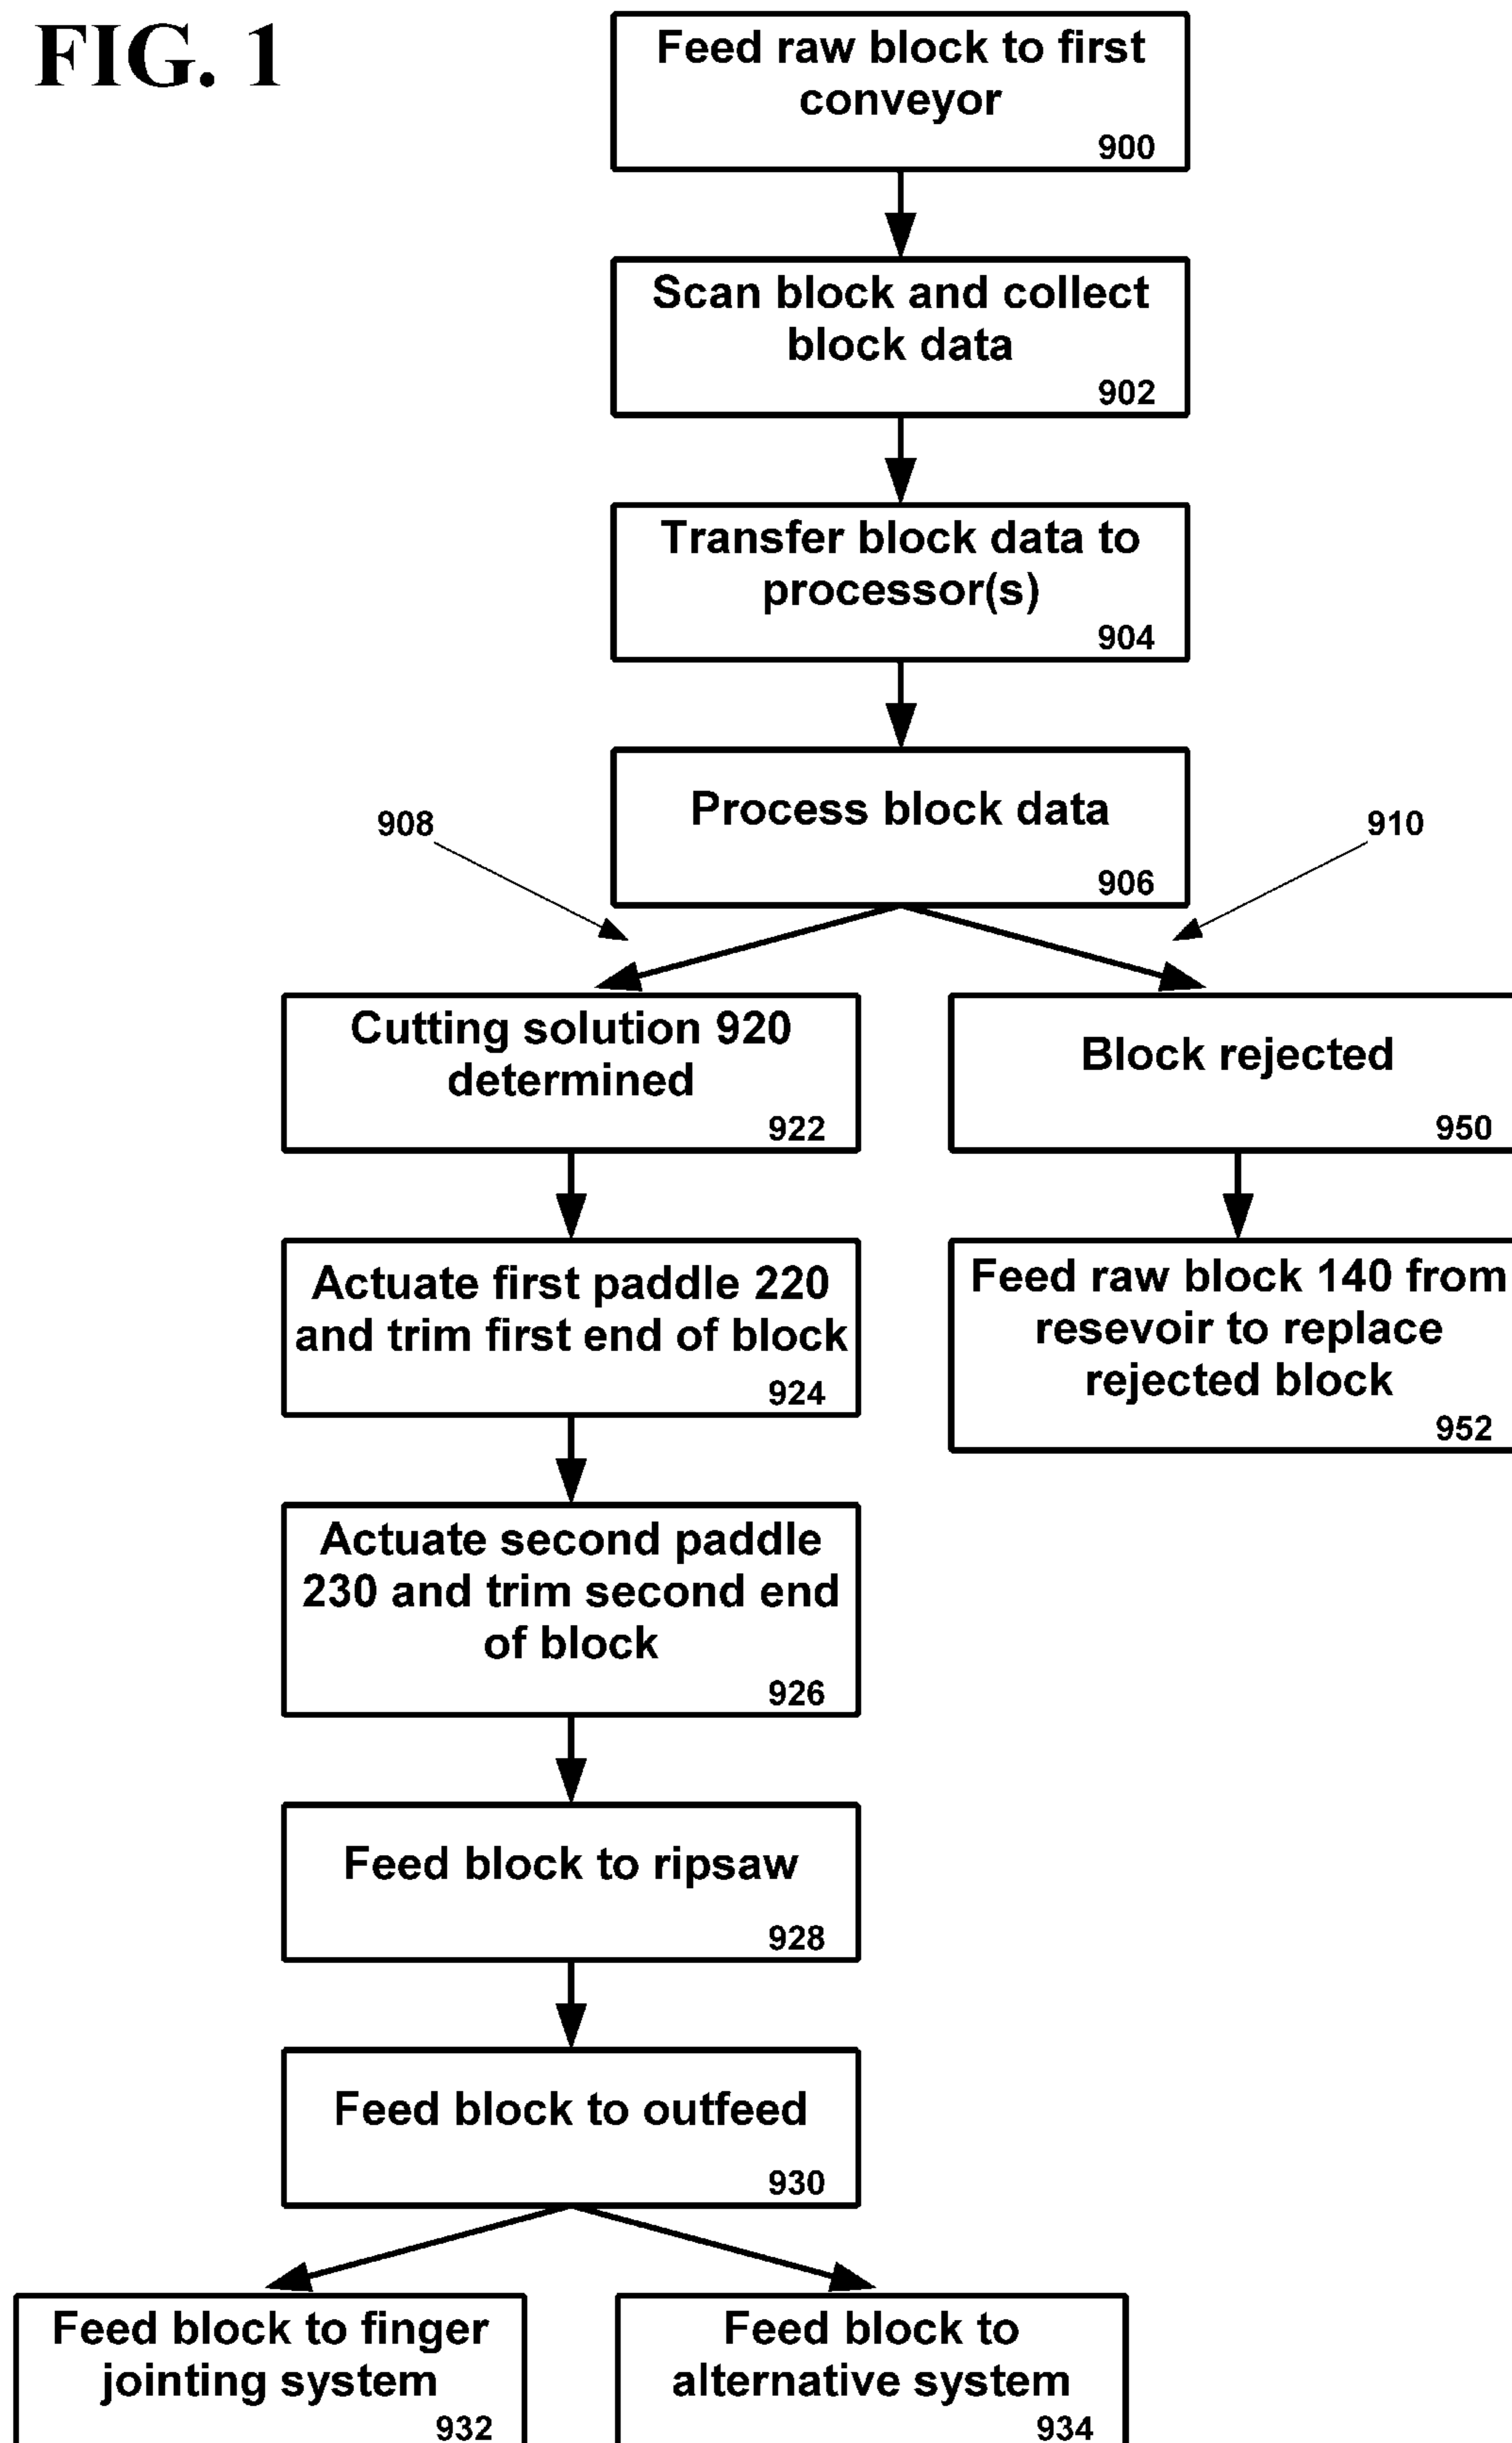 FIG. 1
Feed raw block to first
conveyor
900
Scan block and collect
block data
902
Transfer block data to
processor(s)
904
Process block data
906
908
910
Cutting solution 920
determined
922
Block rejected
950
Actuate first paddle 220
and trim first end of block
924
Feed raw block 140 from
resevoir to replace
rejected block
952
Actuate second paddle
230 and trim second end
of block
926
Feed block to ripsaw
928
Feed block to outfeed
930
Feed block to finger
jointing system
932
Feed block to
alternative system
934